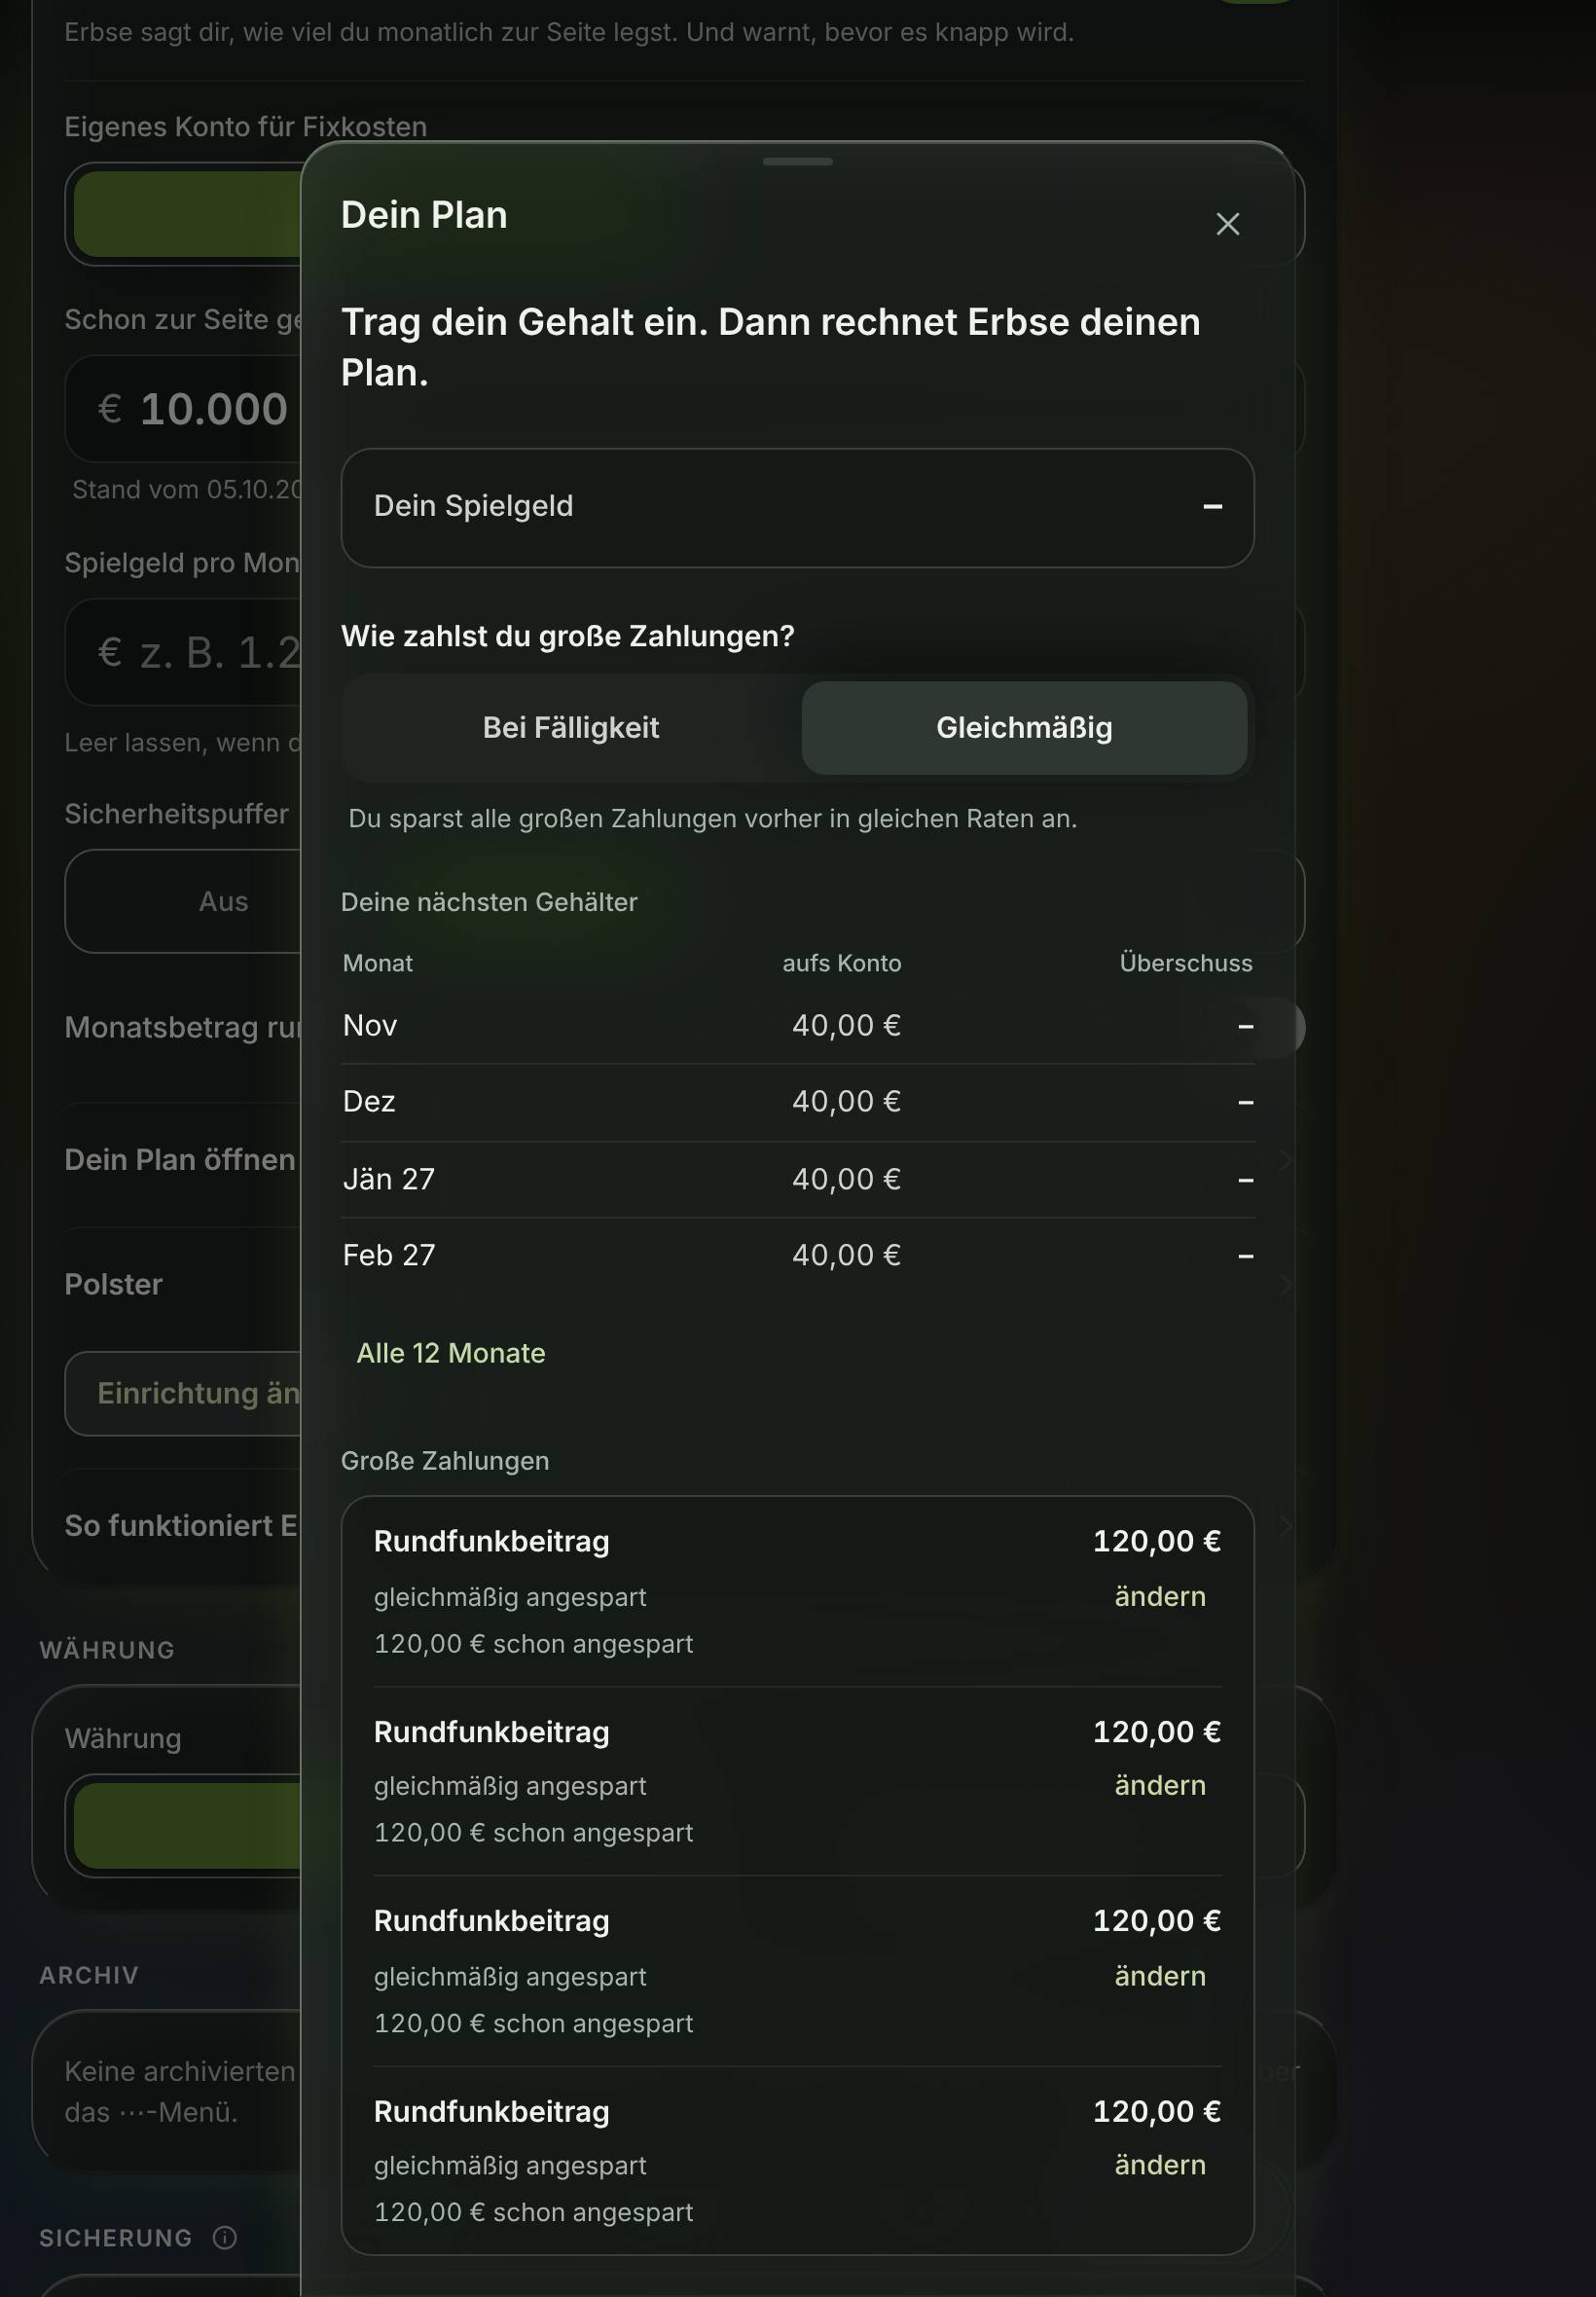 Erbse sagt dir, wie viel du monatlich zur Seite legst. Und warnt, bevor es knapp wird.
Eigenes Konto für Fixkosten
Dein Plan
Trag dein Gehalt ein. Dann rechnet Erbse deinen
Plan.
Schon zur Seite
€ 10.000
Stand vom 05.10.20
Dein Spielgeld –
Spielgeld pro Mon
€ z. B. 1.2
Leer lassen, wenn
Wie zahlst du große Zahlungen?
Bei Fälligkeit Gleichmäßig
Du sparst alle großen Zahlungen vorher in gleichen Raten an.
Sicherheitspuffer
Aus
Deine nächsten Gehälter
Monat aufs Konto Überschuss
Nov 40,00 € –
Dez 40,00 € –
Jän 27 40,00 € –
Feb 27 40,00 € –
Alle 12 Monate
Monatsbetrag
Dein Plan öffnen
Polster
Einrichtung än
So funktioniert E
Große Zahlungen
Rundfunkbeitrag 120,00 €
gleichmäßig angespart ändern
120,00 € schon angespart
Rundfunkbeitrag 120,00 €
gleichmäßig angespart ändern
120,00 € schon angespart
Rundfunkbeitrag 120,00 €
gleichmäßig angespart ändern
120,00 € schon angespart
Rundfunkbeitrag 120,00 €
gleichmäßig angespart ändern
120,00 € schon angespart
WÄHRUNG
Währung
ARCHIV
Keine archivierten
das ···-Menü.
SICHERUNG